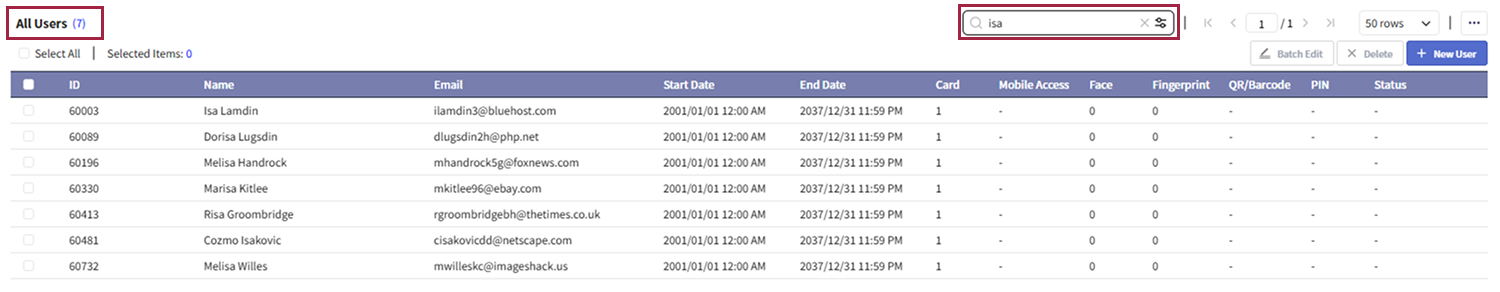 All Users (7) isa 1 / 1 50 rows ...
Select All Selected Items: 0 Batch Edit Delete + New User
ID Name Email Start Date End Date Card Mobile Access Face Fingerprint QR/Barcode PIN Status
60003 Isa Lamdin ilamdin3@bluehost.com 2001/01/01 12:00 AM 2037/12/31 11:59 PM 1 - 0 0 - - -
60089 Dorisa Lugsdin dlugsdin2h@php.net 2001/01/01 12:00 AM 2037/12/31 11:59 PM 1 - 0 0 - - -
60196 Melisa Handrock mhandrock5g@foxnews.com 2001/01/01 12:00 AM 2037/12/31 11:59 PM 1 - 0 0 - - -
60330 Marisa Kitlee mkitlee96@ebay.com 2001/01/01 12:00 AM 2037/12/31 11:59 PM 1 - 0 0 - - -
60413 Risa Groombridge rgroombridgebh@thetimes.co.uk 2001/01/01 12:00 AM 2037/12/31 11:59 PM 1 - 0 0 - - -
60481 Cozmo Isakovic cisakovicdd@netscape.com 2001/01/01 12:00 AM 2037/12/31 11:59 PM 1 - 0 0 - - -
60732 Melisa Willes mwilleskc@imageshack.us 2001/01/01 12:00 AM 2037/12/31 11:59 PM 1 - 0 0 - - -